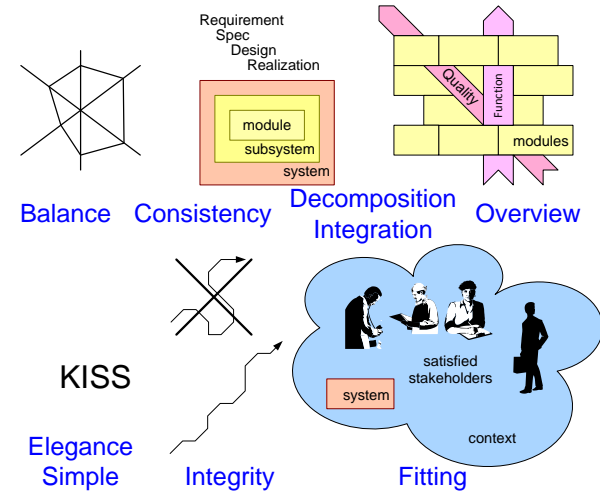 Requirement
Spec
Design
Realization
module
subsystem
system
Quality
Function
modules
Balance
Consistency
Decomposition
Integration
Overview
KISS
satisfied
stakeholders
system
context
Elegance
Simple
Integrity
Fitting